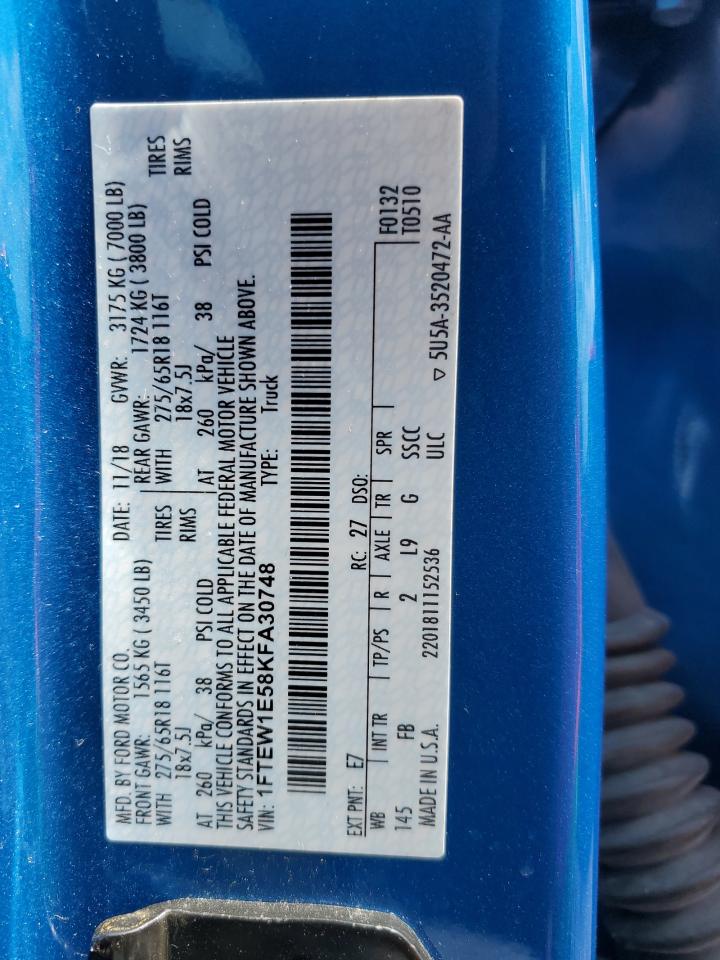 MFD. BY FORD MOTOR CO. DATE: 11/18 GVWR: 3175 KG ( 7000 LB)
FRONT GAWR: 1565 KG ( 3450 LB) REAR GAWR: 1724 KG ( 3800 LB)
WITH 275/65R18 116T TIRES WITH 275/65R18 116T TIRES
18x7.5J RIMS 18x7.5J RIMS
AT 260 kPa/ 38 PSI COLD AT 260 kPa/ 38 PSI COLD
THIS VEHICLE CONFORMS TO ALL APPLICABLE FEDERAL MOTOR VEHICLE
SAFETY STANDARDS IN EFFECT ON THE DATE OF MANUFACTURE SHOWN ABOVE.
VIN: 1FTEW1E58KFA30748 TYPE: Truck
EXT PNT: E7 RC: 27 DSO: F0132
WB INT TR TP/PS R AXLE TR SPR T0510
145 FB 2 L9 G SSCC
MADE IN U.S.A. 2201811152536 ULC ▽ 5U5A-3520472-AA